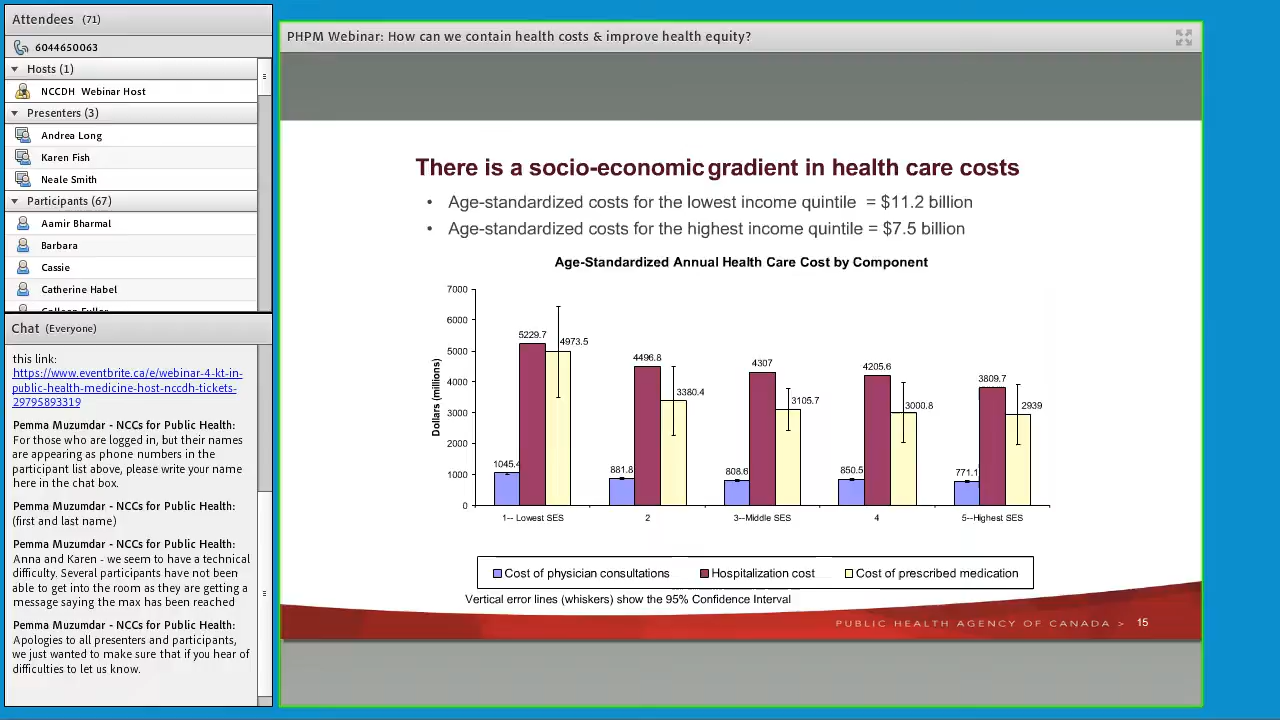 Attendees (71)
6044650063
Hosts (1)
NCCDH Webinar Host
Presenters (3)
Andrea Long
Karen Fish
Neale Smith
Participants (67)
Aamir Bharmal
Barbara
Cassie
Catherine Habel
Chat (Everyone)
this link:
https://www.eventbrite.ca/e/webinar-4-kt-in-
public-health-medicine-host-nccdh-tickets-
29795893319
Pemma Muzumdar - NCCs for Public Health:
For those who are logged in, but their names
are appearing as phone numbers in the
participant list above, please write your name
here in the chat box.
Pemma Muzumdar - NCCs for Public Health:
(first and last name)
Pemma Muzumdar - NCCs for Public Health:
Anna and Karen - we seem to have a technical
difficulty. Several participants have not been
able to get into the room as they are getting a
message saying the max has been reached
Pemma Muzumdar - NCCs for Public Health:
Apologies to all presenters and participants,
we just wanted to make sure that if you hear of
difficulties to let us know.
PHPM Webinar: How can we contain health costs & improve health equity?
There is a socio-economic gradient in health care costs
• Age-standardized costs for the lowest income quintile = $11.2 billion
• Age-standardized costs for the highest income quintile = $7.5 billion
Age-Standardized Annual Health Care Cost by Component
Dollars (millions)
7000
6000
5000
4000
3000
2000
1000
0
1045.4 5229.7 4973.5
881.8 4496.8 3380.4
808.6 4307 3105.7
850.5 4205.6 3000.8
771.1 3809.7 2939
1-- Lowest SES 2 3--Middle SES 4 5--Highest SES
Cost of physician consultations Hospitalization cost Cost of prescribed medication
Vertical error lines (whiskers) show the 95% Confidence Interval
PUBLIC HEALTH AGENCY OF CANADA > 15